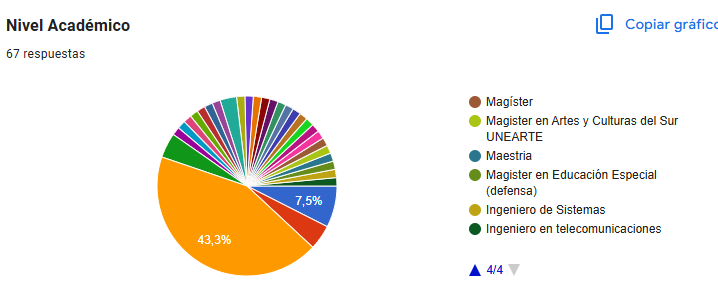 Nivel Académico
Copiar gráfico
67 respuestas
7,5%
43,3%
Magíster
Magister en Artes y Culturas del Sur
UNEARTE
Maestria
Magister en Educación Especial
(defensa)
Ingeniero de Sistemas
Ingeniero en telecomunicaciones
4/4